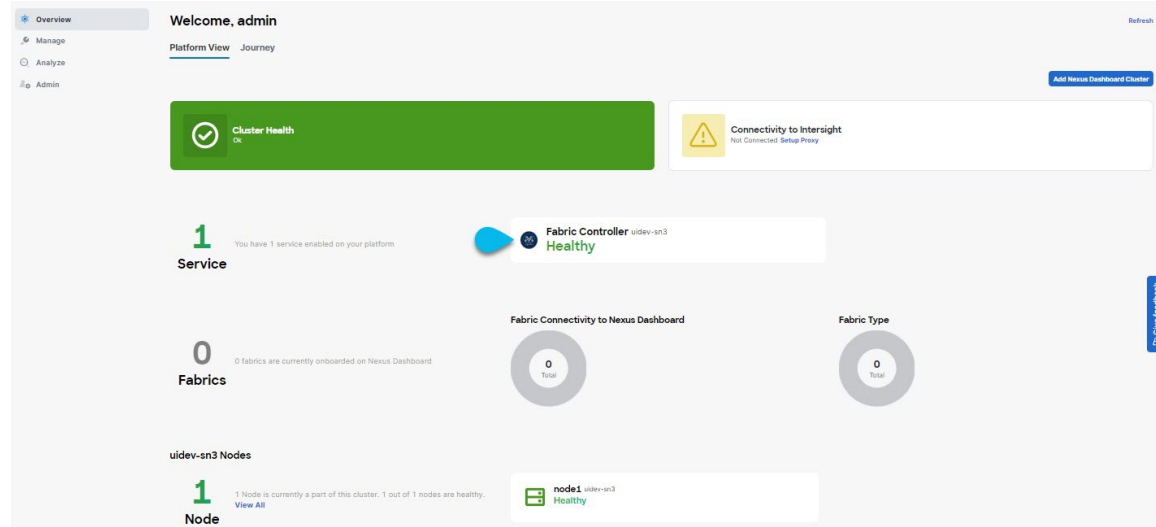 Overview
Manage
Analyze
Admin
Welcome, admin
Refresh
Platform View Journey
Add Nexus Dashboard Cluster
Cluster Health
Ok
Connectivity to Intersight
Not Connected Setup Proxy
1
Service
You have 1 service enabled on your platform
Fabric Controller uidev-sn3
Healthy
0
Fabrics
0 fabrics are currently onboarded on Nexus Dashboard
Fabric Connectivity to Nexus Dashboard
0
Total
Fabric Type
0
Total
uidev-sn3 Nodes
1
Node
1 Node is currently a part of this cluster. 1 out of 1 nodes are healthy.
View All
node1 uidev-sn3
Healthy